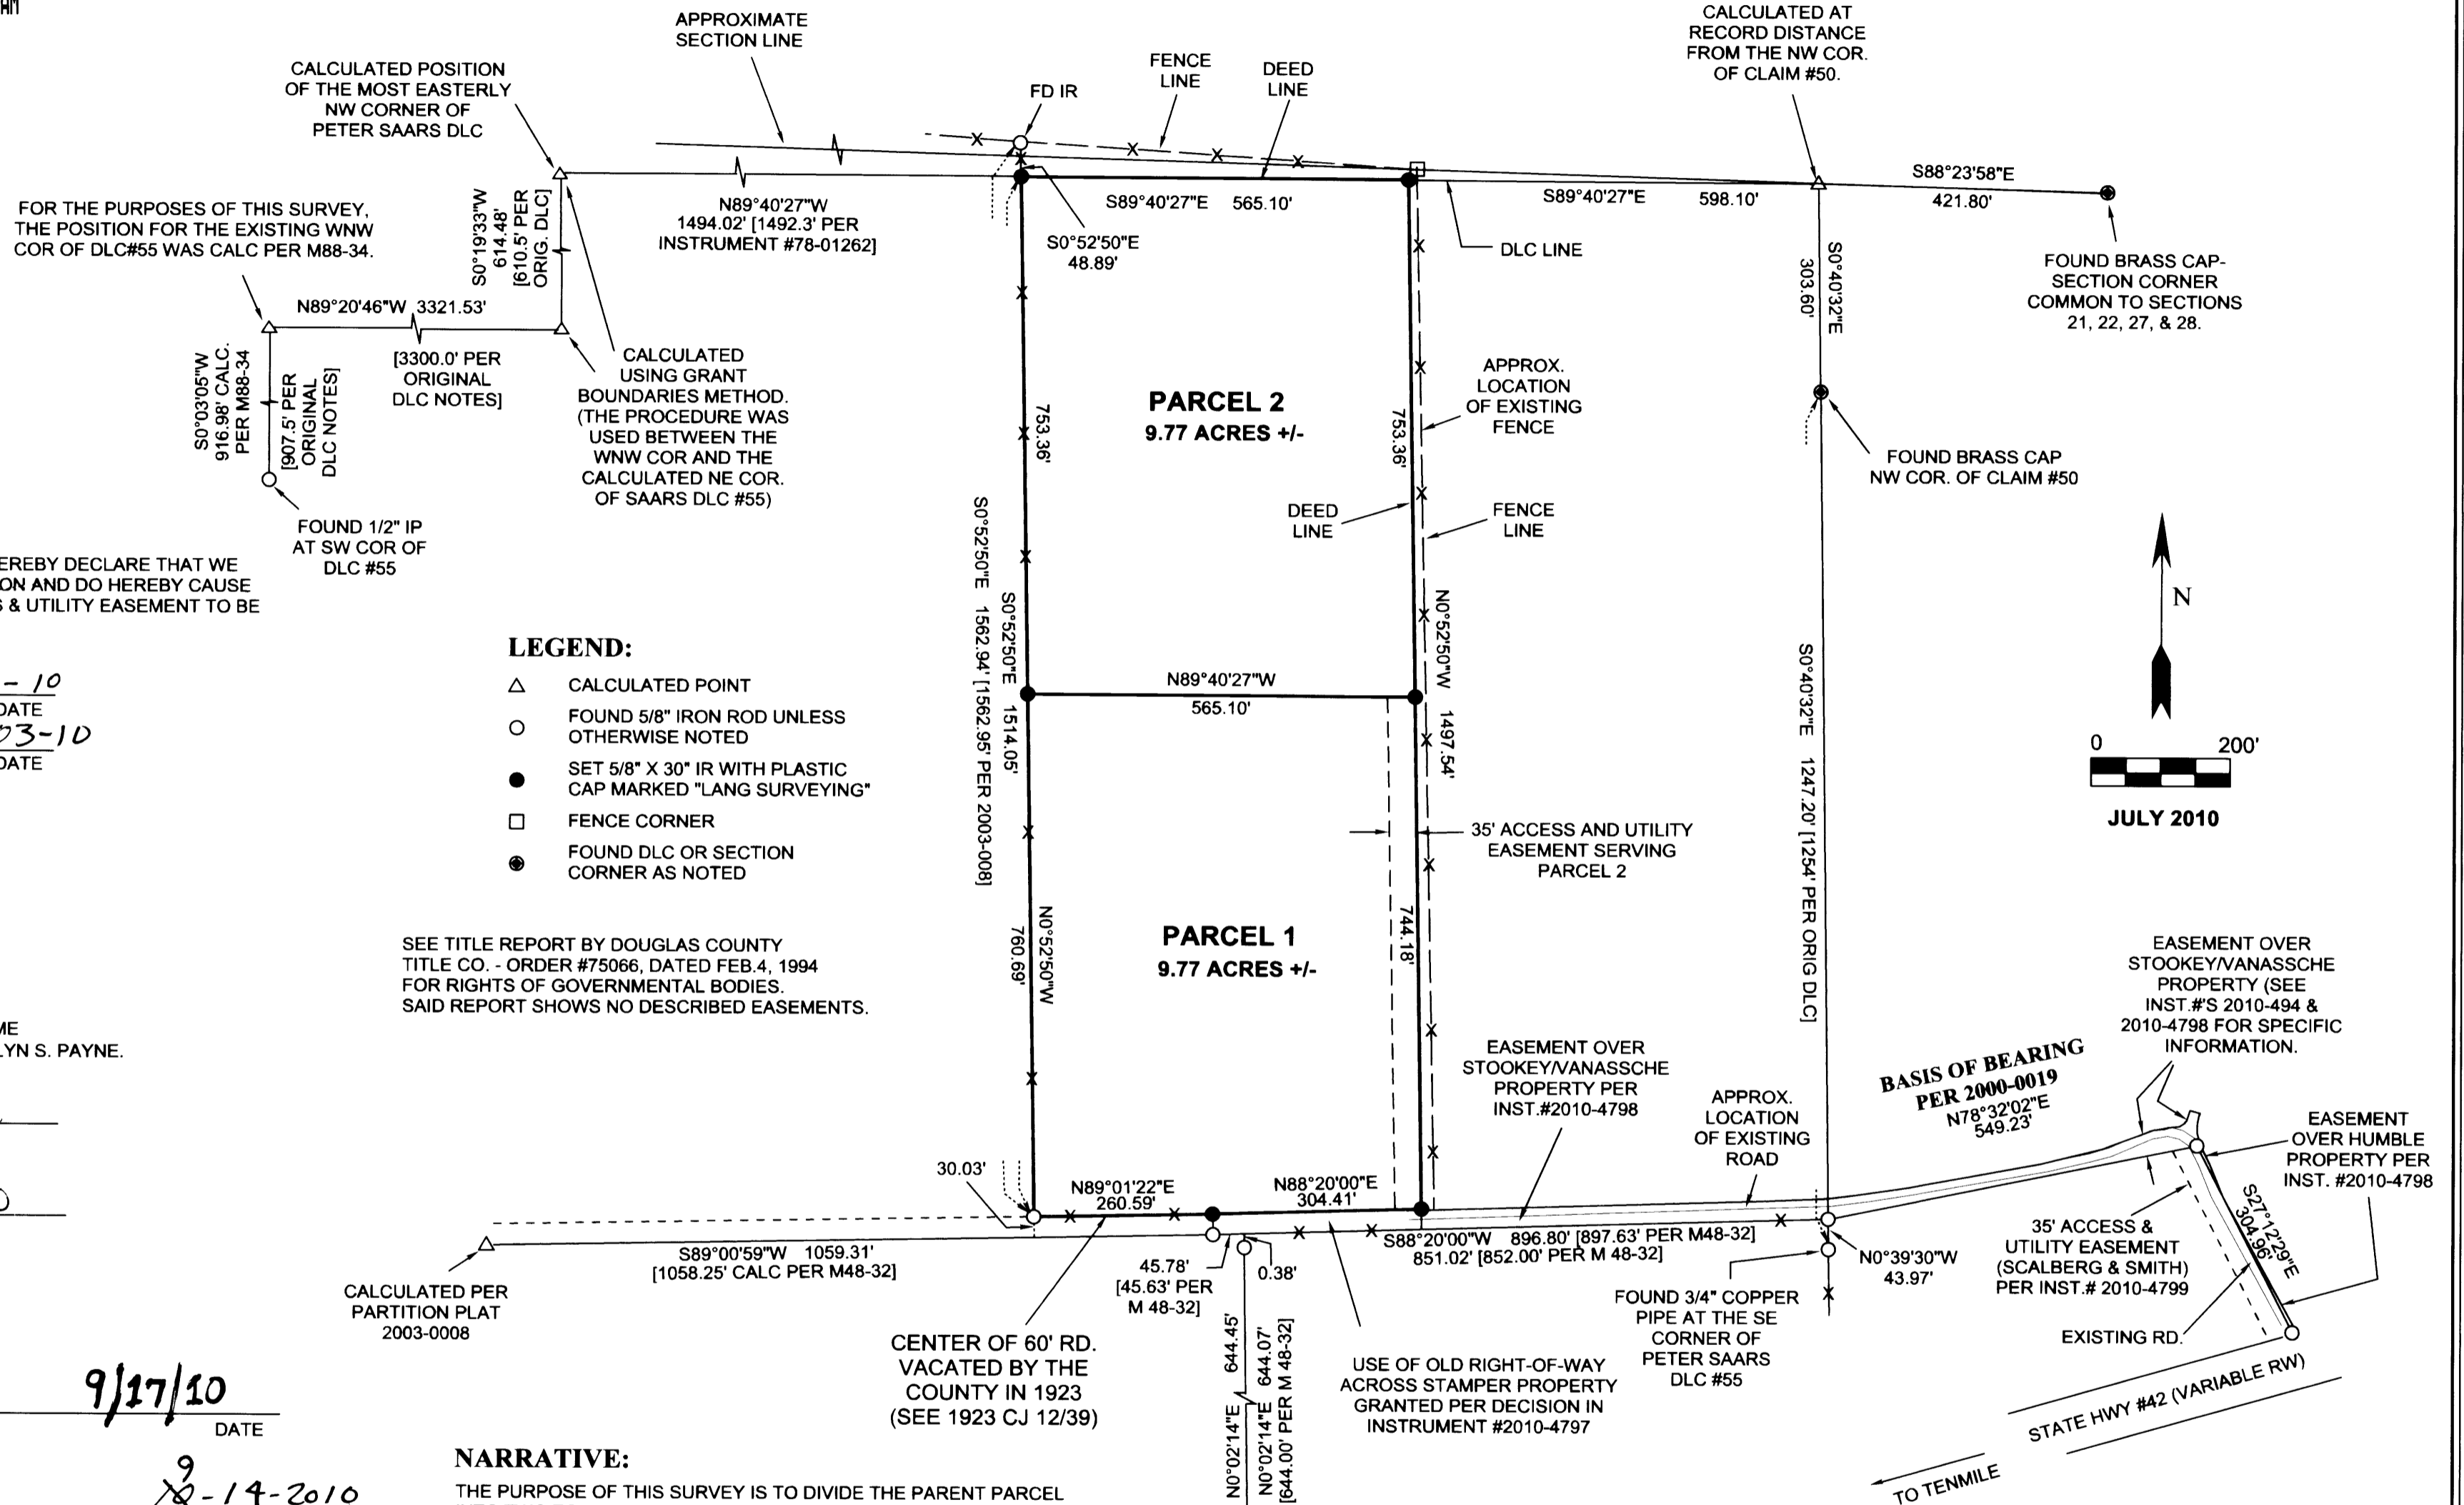 APPROXIMATE
SECTION LINE
CALCULATED POSITION
OF THE MOST EASTERLY
NW CORNER OF
PETER SAARS DLC
FD IR
FENCE
LINE
DEED
LINE
CALCULATED AT
RECORD DISTANCE
FROM THE NW COR.
OF CLAIM #50.
FOR THE PURPOSES OF THIS SURVEY,
THE POSITION FOR THE EXISTING WNW
COR OF DLC#55 WAS CALC PER M88-34.
S0°19'33"W
614.48'
[610.5' PER
ORIG. DLC]
N89°40'27"W
1494.02' [1492.3' PER
INSTRUMENT #78-01262]
S0°52'50"E
48.89'
S89°40'27"E 565.10'
S89°40'27"E 598.10'
S88°23'58"E
421.80'
DLC LINE
S0°40'32"E
303.60'
FOUND BRASS CAP-
SECTION CORNER
COMMON TO SECTIONS
21, 22, 27, & 28.
N89°20'46"W 3321.53'
[3300.0' PER
ORIGINAL
DLC NOTES]
S0°03'05"W
916.98' CALC.
PER M88-34
[907.5' PER
ORIGINAL
DLC NOTES]
FOUND 1/2" IP
AT SW COR OF
DLC #55
CALCULATED
USING GRANT
BOUNDARIES METHOD.
(THE PROCEDURE WAS
USED BETWEEN THE
WNW COR AND THE
CALCULATED NE COR.
OF SAARS DLC #55)
PARCEL 2
9.77 ACRES +/-
753.36'
753.36'
APPROX.
LOCATION
OF EXISTING
FENCE
DEED
LINE
FENCE
LINE
FOUND BRASS CAP
NW COR. OF CLAIM #50
EREBY DECLARE THAT WE
ON AND DO HEREBY CAUSE
S & UTILITY EASEMENT TO BE
- 10
DATE
03-10
DATE
LEGEND:
CALCULATED POINT
FOUND 5/8" IRON ROD UNLESS
OTHERWISE NOTED
SET 5/8" X 30" IR WITH PLASTIC
CAP MARKED "LANG SURVEYING"
FENCE CORNER
FOUND DLC OR SECTION
CORNER AS NOTED
S0°52'50"E 1562.94' [1562.95' PER 2003-008]
S0°52'50"E 1514.05'
N89°40'27"W
565.10'
N0°52'50"W 1497.54'
S0°40'32"E 1247.20' [1254' PER ORIG DLC]
N
0 200'
JULY 2010
SEE TITLE REPORT BY DOUGLAS COUNTY
TITLE CO. - ORDER #75066, DATED FEB.4, 1994
FOR RIGHTS OF GOVERNMENTAL BODIES.
SAID REPORT SHOWS NO DESCRIBED EASEMENTS.
N0°52'50"W
760.69'
PARCEL 1
9.77 ACRES +/-
744.18'
35' ACCESS AND UTILITY
EASEMENT SERVING
PARCEL 2
EASEMENT OVER
STOOKEY/VANASSCHE
PROPERTY PER
INST.#2010-4798
APPROX.
LOCATION
OF EXISTING
ROAD
BASIS OF BEARING
PER 2000-0019
N78°32'02"E
549.23'
EASEMENT OVER
STOOKEY/VANASSCHE
PROPERTY (SEE
INST.#'S 2010-494 &
2010-4798 FOR SPECIFIC
INFORMATION.
EASEMENT
OVER HUMBLE
PROPERTY PER
INST. #2010-4798
ME
LYN S. PAYNE.
30.03'
N89°01'22"E
260.59'
N88°20'00"E
304.41'
S89°00'59"W 1059.31'
[1058.25' CALC PER M48-32]
S88°20'00"W 896.80' [897.63' PER M48-32]
851.02' [852.00' PER M 48-32]
45.78'
[45.63' PER
M 48-32]
0.38'
N0°39'30"W
43.97'
S27°12'29"E
304.96'
35' ACCESS &
UTILITY EASEMENT
(SCALBERG & SMITH)
PER INST.# 2010-4799
EXISTING RD.
CALCULATED PER
PARTITION PLAT
2003-0008
CENTER OF 60' RD.
VACATED BY THE
COUNTY IN 1923
(SEE 1923 CJ 12/39)
N0°02'14"E 644.45'
N0°02'14"E 644.07'
[644.00' PER M 48-32]
USE OF OLD RIGHT-OF-WAY
ACROSS STAMPER PROPERTY
GRANTED PER DECISION IN
INSTRUMENT #2010-4797
FOUND 3/4" COPPER
PIPE AT THE SE
CORNER OF
PETER SAARS
DLC #55
STATE HWY #42 (VARIABLE RW)
TO TENMILE
9/17/10
DATE
9
-14-2010
NARRATIVE:
THE PURPOSE OF THIS SURVEY IS TO DIVIDE THE PARENT PARCEL